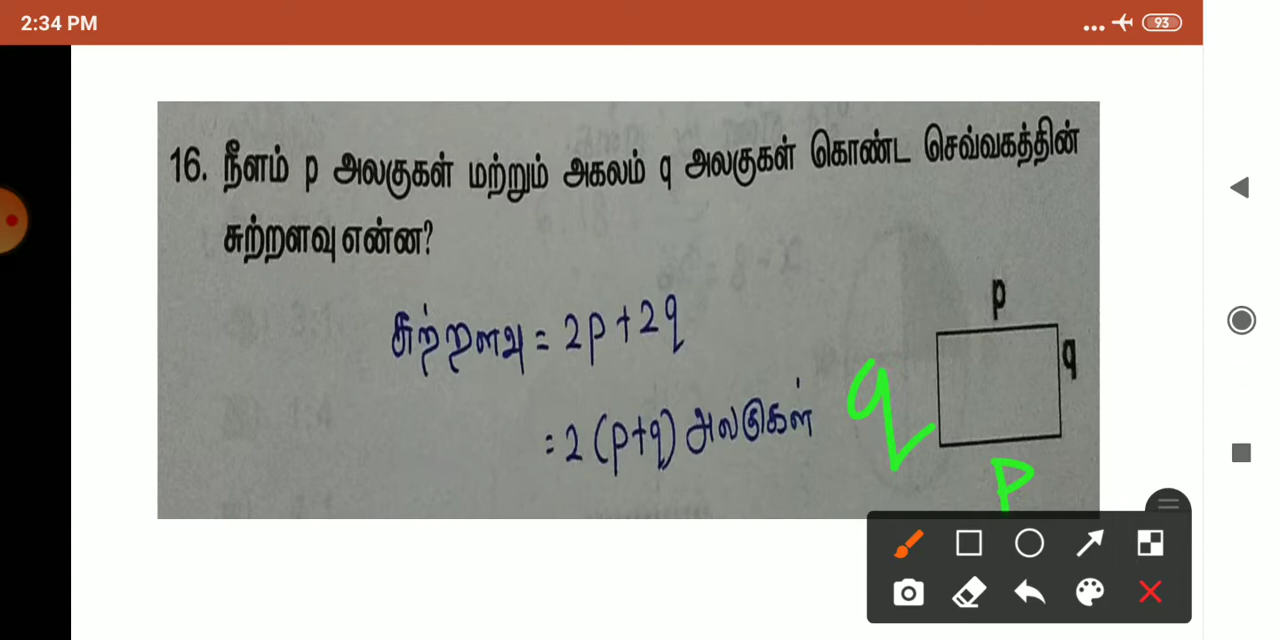 2:34 PM
93
16. நீளம் p அலகுகள் மற்றும் அகலம் q அலகுகள் கொண்ட செவ்வகத்தின்
சுற்றளவு என்ன?
p
சுற்றளவு = 2p + 2q
q
q
= 2 (p+q) அலகுகள்
P